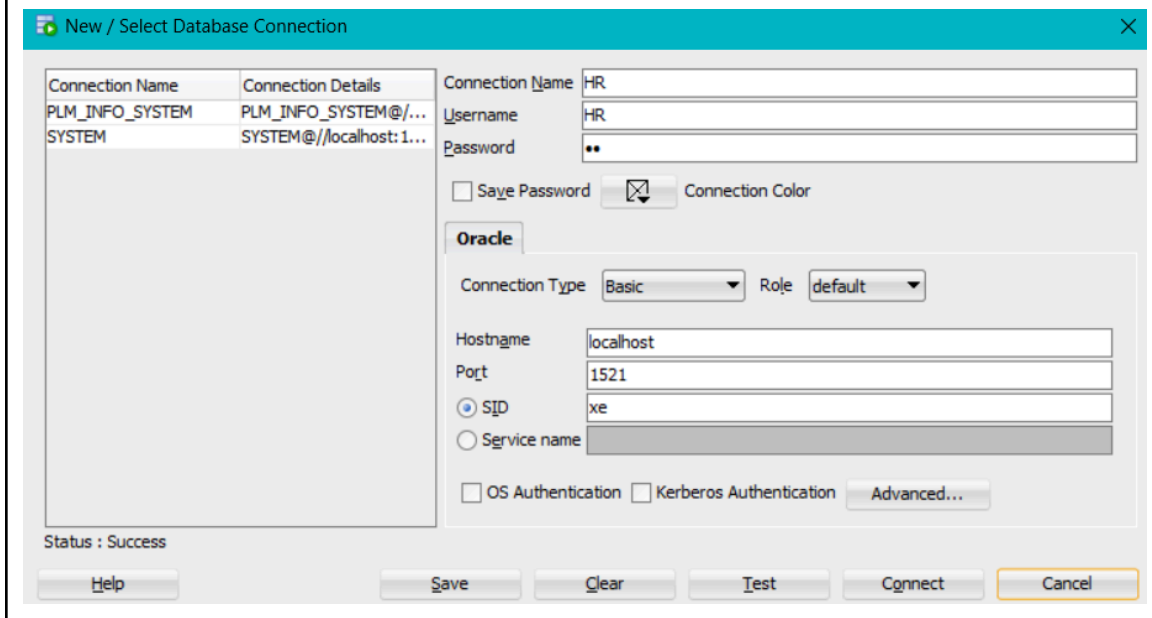 New / Select Database Connection
Connection Name Connection Details
PLM_INFO_SYSTEM PLM_INFO_SYSTEM@/...
SYSTEM SYSTEM@//localhost:1...
Connection Name HR
Username HR
Password ••
Save Password Connection Color
Oracle
Connection Type Basic Role default
Hostname localhost
Port 1521
SID xe
Service name
OS Authentication Kerberos Authentication Advanced...
Status : Success
Help Save Clear Test Connect Cancel